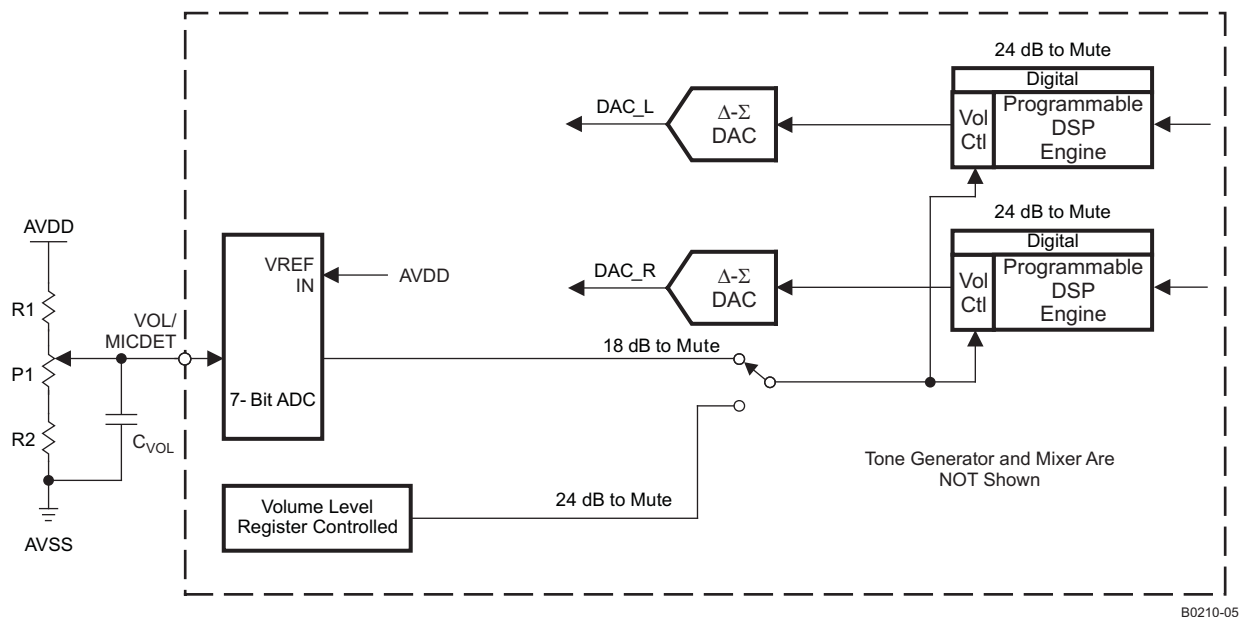 24 dB to Mute
Digital
Vol
Ctl
Programmable
DSP
Engine
DAC_L
Δ-Σ
DAC
24 dB to Mute
Digital
Vol
Ctl
Programmable
DSP
Engine
DAC_R
Δ-Σ
DAC
AVDD
R1
P1
R2
AVSS
CVOL
VOL/
MICDET
VREF
IN
AVDD
7- Bit ADC
18 dB to Mute
24 dB to Mute
Volume Level
Register Controlled
Tone Generator and Mixer Are
NOT Shown
B0210-05